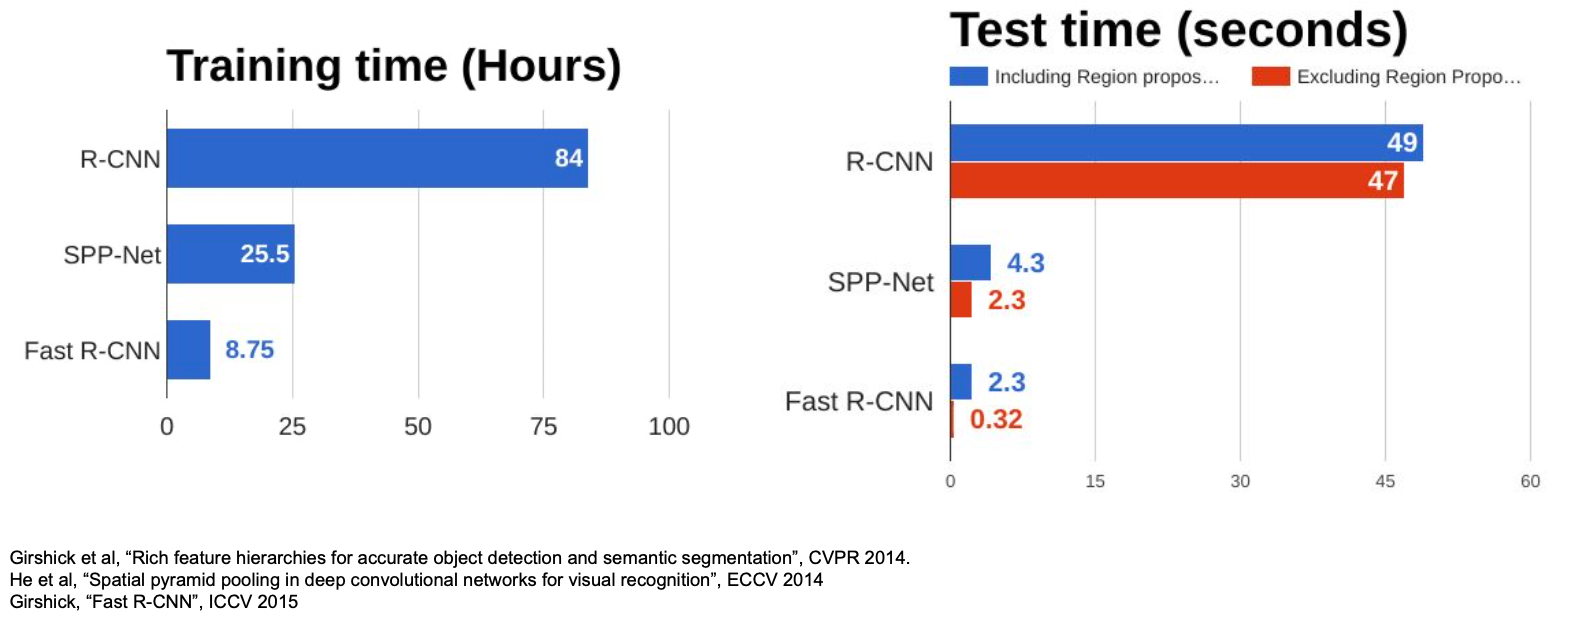 Training time (Hours)
R-CNN
84
SPP-Net
25.5
Fast R-CNN
8.75
0 25 50 75 100
Test time (seconds)
Including Region propos… Excluding Region Propo…
R-CNN
49
47
SPP-Net
4.3
2.3
Fast R-CNN
2.3
0.32
0 15 30 45 60
Girshick et al, “Rich feature hierarchies for accurate object detection and semantic segmentation”, CVPR 2014.
He et al, “Spatial pyramid pooling in deep convolutional networks for visual recognition”, ECCV 2014
Girshick, “Fast R-CNN”, ICCV 2015